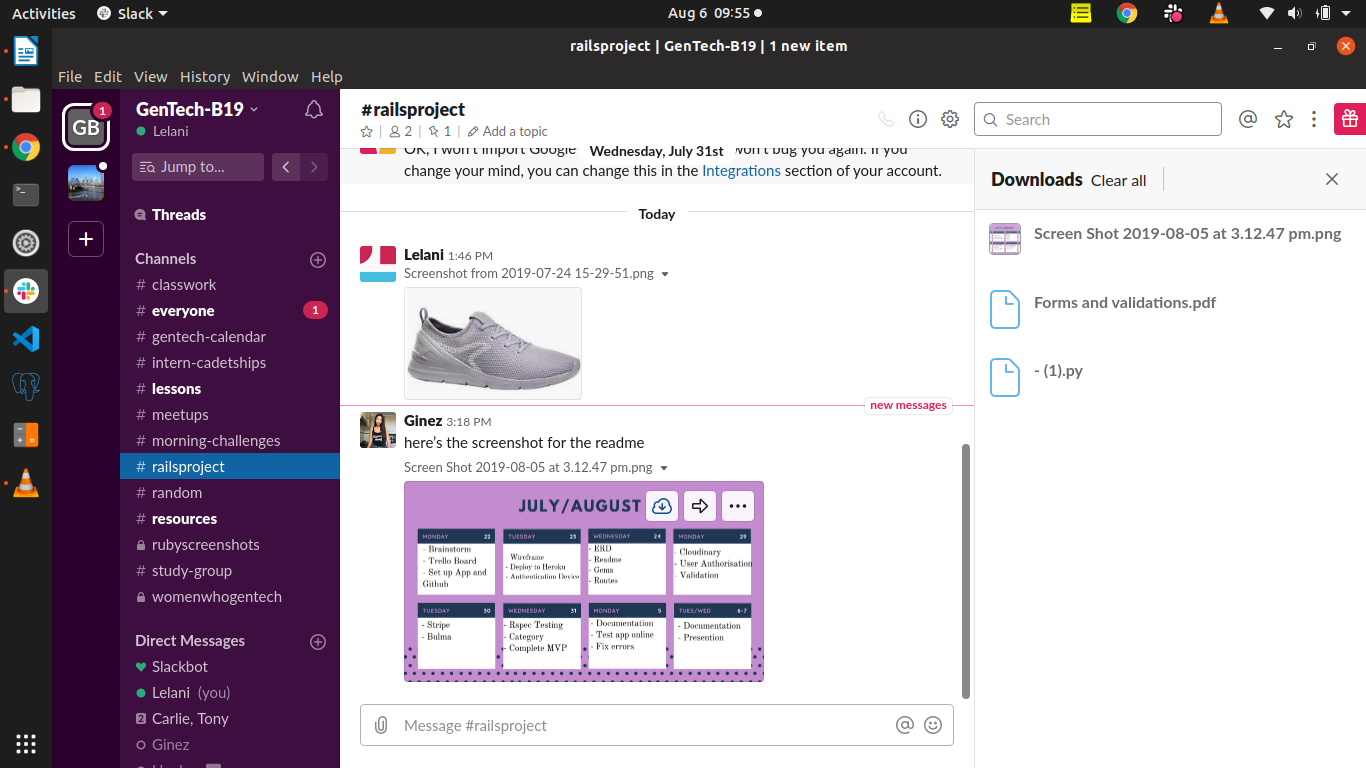 Activities
Slack
Aug 6 09:55
railsproject | GenTech-B19 | 1 new item
File Edit View History Window Help
GB
1
GenTech-B19
Lelani
Jump to...
Threads
Channels
# classwork
# everyone 1
# gentech-calendar
# intern-cadetships
# lessons
# meetups
# morning-challenges
# railsproject
# random
# resources
rubyscreenshots
# study-group
womenwhogentech
Direct Messages
Slackbot
Lelani (you)
2 Carlie, Tony
Ginez
#railsproject
2 | 1 | Add a topic
Search
OK, I won't import Google
won't bug you again. If you
Wednesday, July 31st
change your mind, you can change this in the Integrations section of your account.
Today
Lelani 1:46 PM
Screenshot from 2019-07-24 15-29-51.png
new messages
Ginez 3:18 PM
here's the screenshot for the readme
Screen Shot 2019-08-05 at 3.12.47 pm.png
JULY/AUGUST
MONDAY 22
- Brainstorm
- Trello Board
- Set up App and
Github
TUESDAY 23
- Wireframe
- Deploy to Heroku
- Authentication Device
WEDNESDAY 24
- ERD
- Readme
- Gems
- Routes
MONDAY 29
- Cloudinary
- User Authorisation
- Validation
TUESDAY 30
- Stripe
- Bulma
WEDNESDAY 31
- Rspec Testing
- Category
- Complete MVP
MONDAY 5
- Documentation
- Test app online
- Fix errors
TUES/WED 6-7
- Documentation
- Presention
Message #railsproject
Downloads Clear all
Screen Shot 2019-08-05 at 3.12.47 pm.png
Forms and validations.pdf
- (1).py